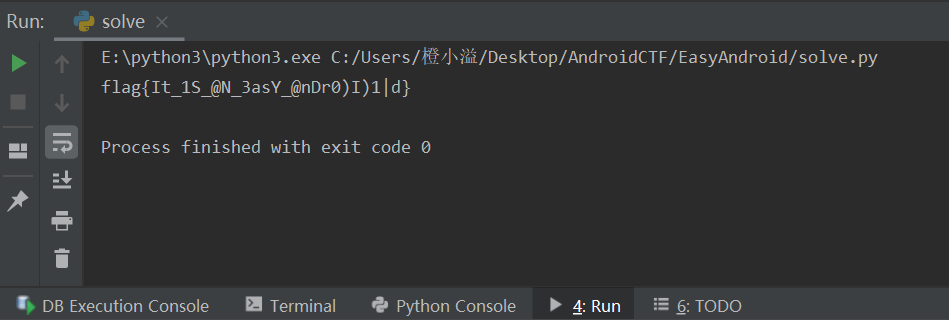 Run: solve ×
E:\python3\python3.exe C:/Users/橙小溢/Desktop/AndroidCTF/EasyAndroid/solve.py
flag{It_1S_@N_3asY_@nDr0)I)1|d}
Process finished with exit code 0
DB Execution Console Terminal Python Console 4: Run 6: TODO